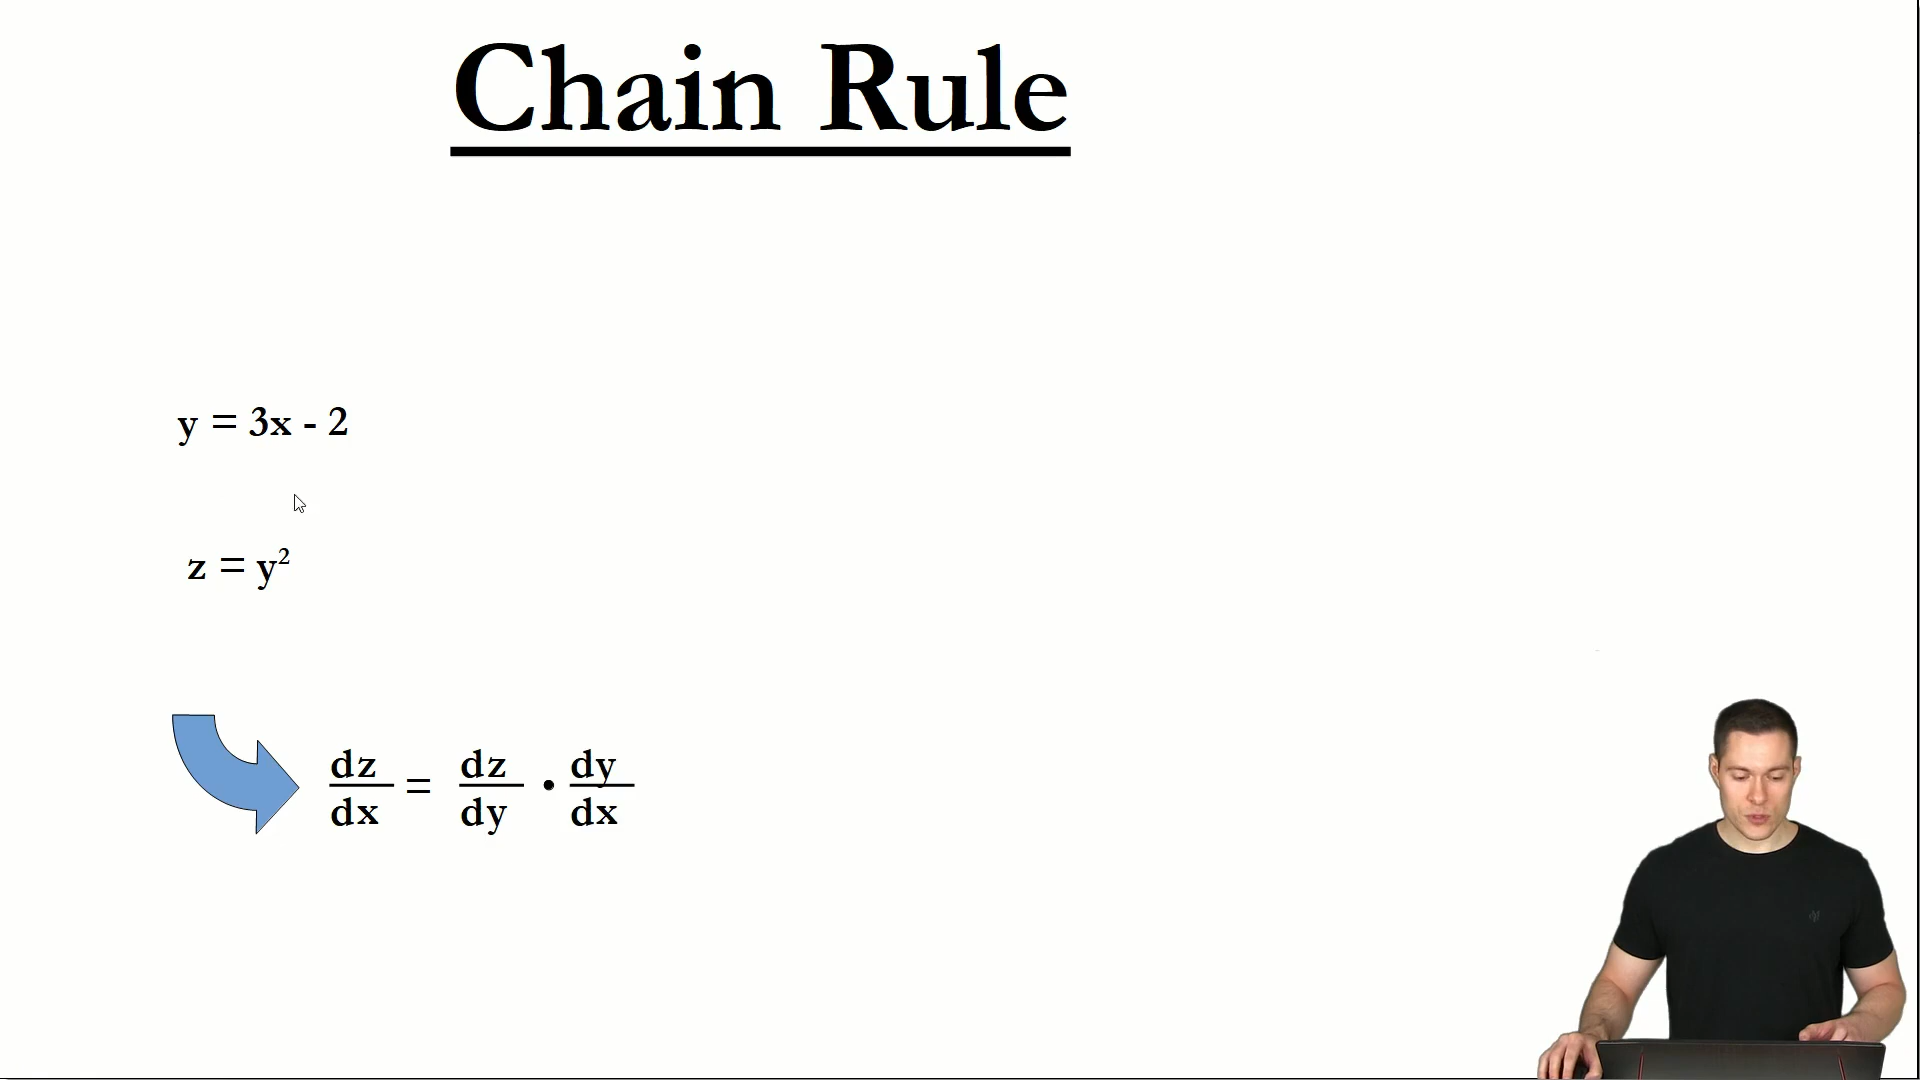 Chain Rule
y = 3x - 2
z = y²
dz/dx = dz/dy · dy/dx